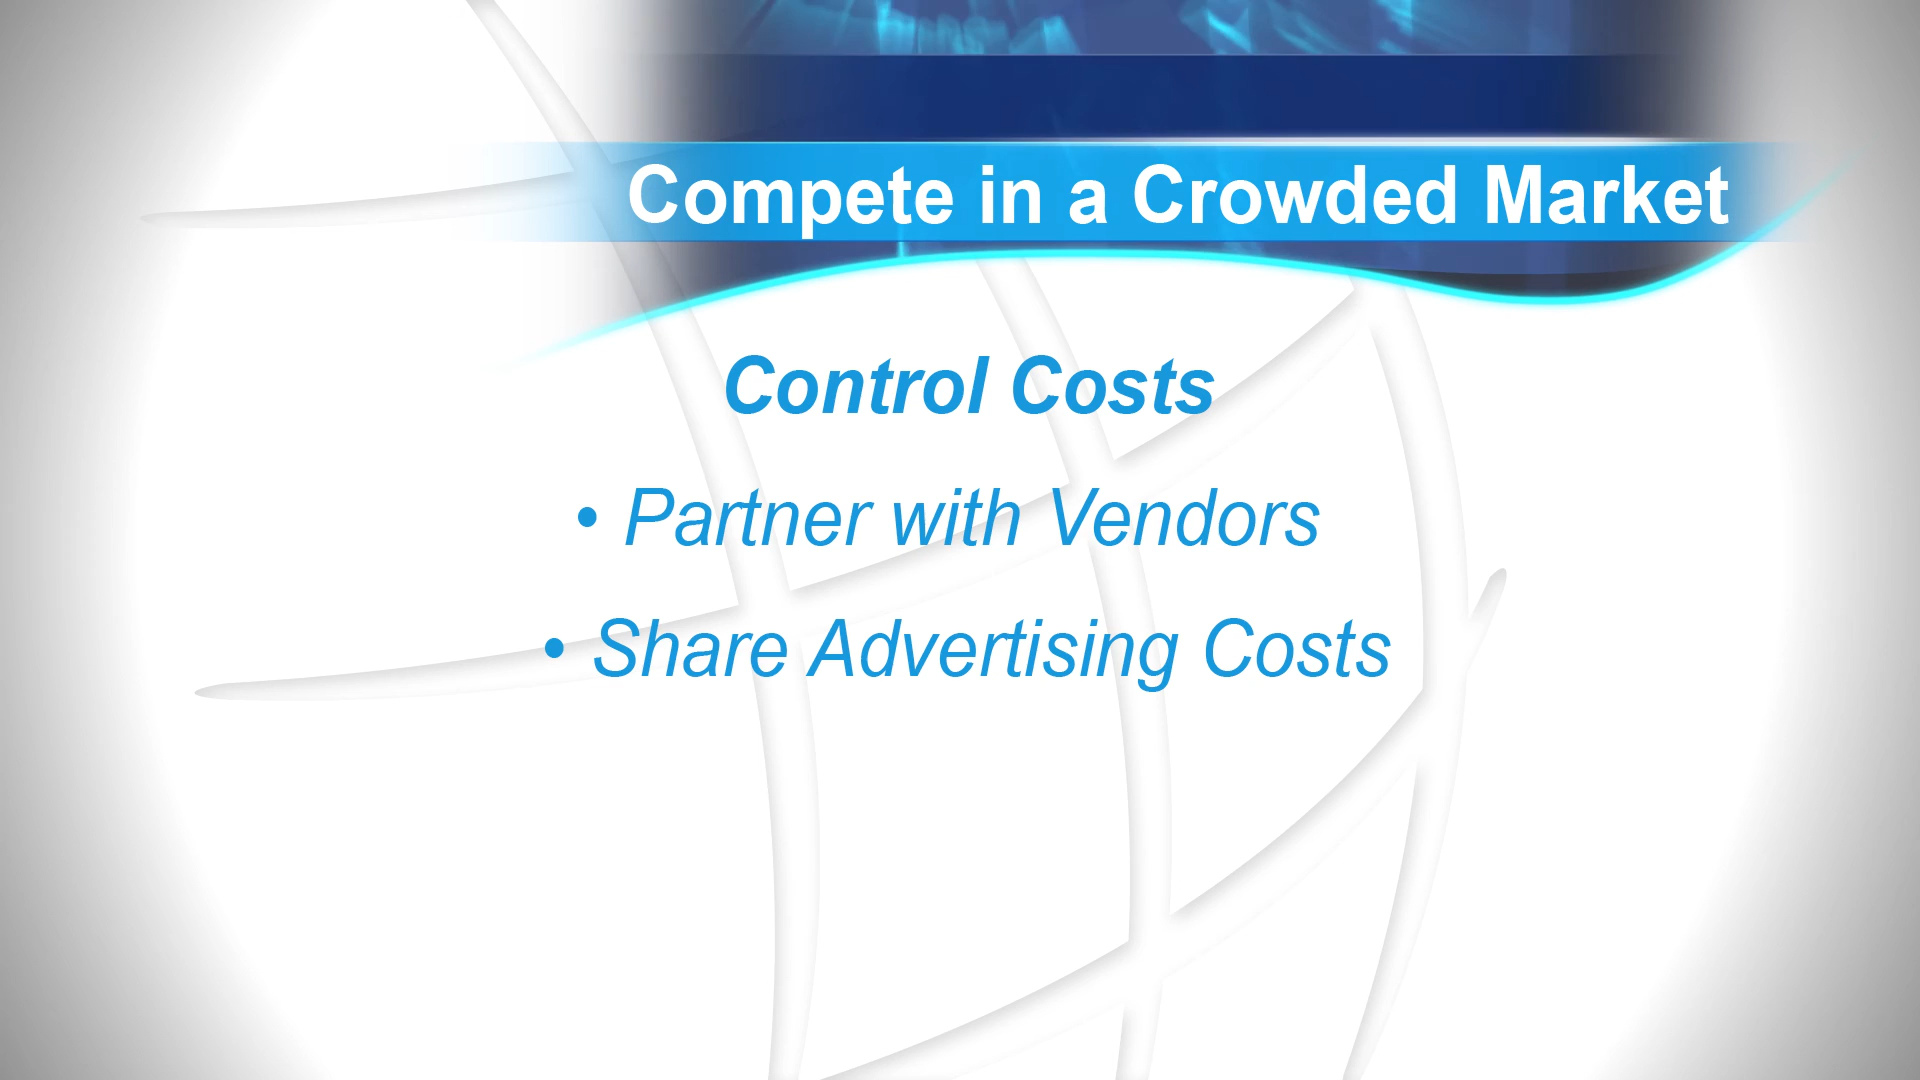 Compete in a Crowded Market
Control Costs
• Partner with Vendors
• Share Advertising Costs